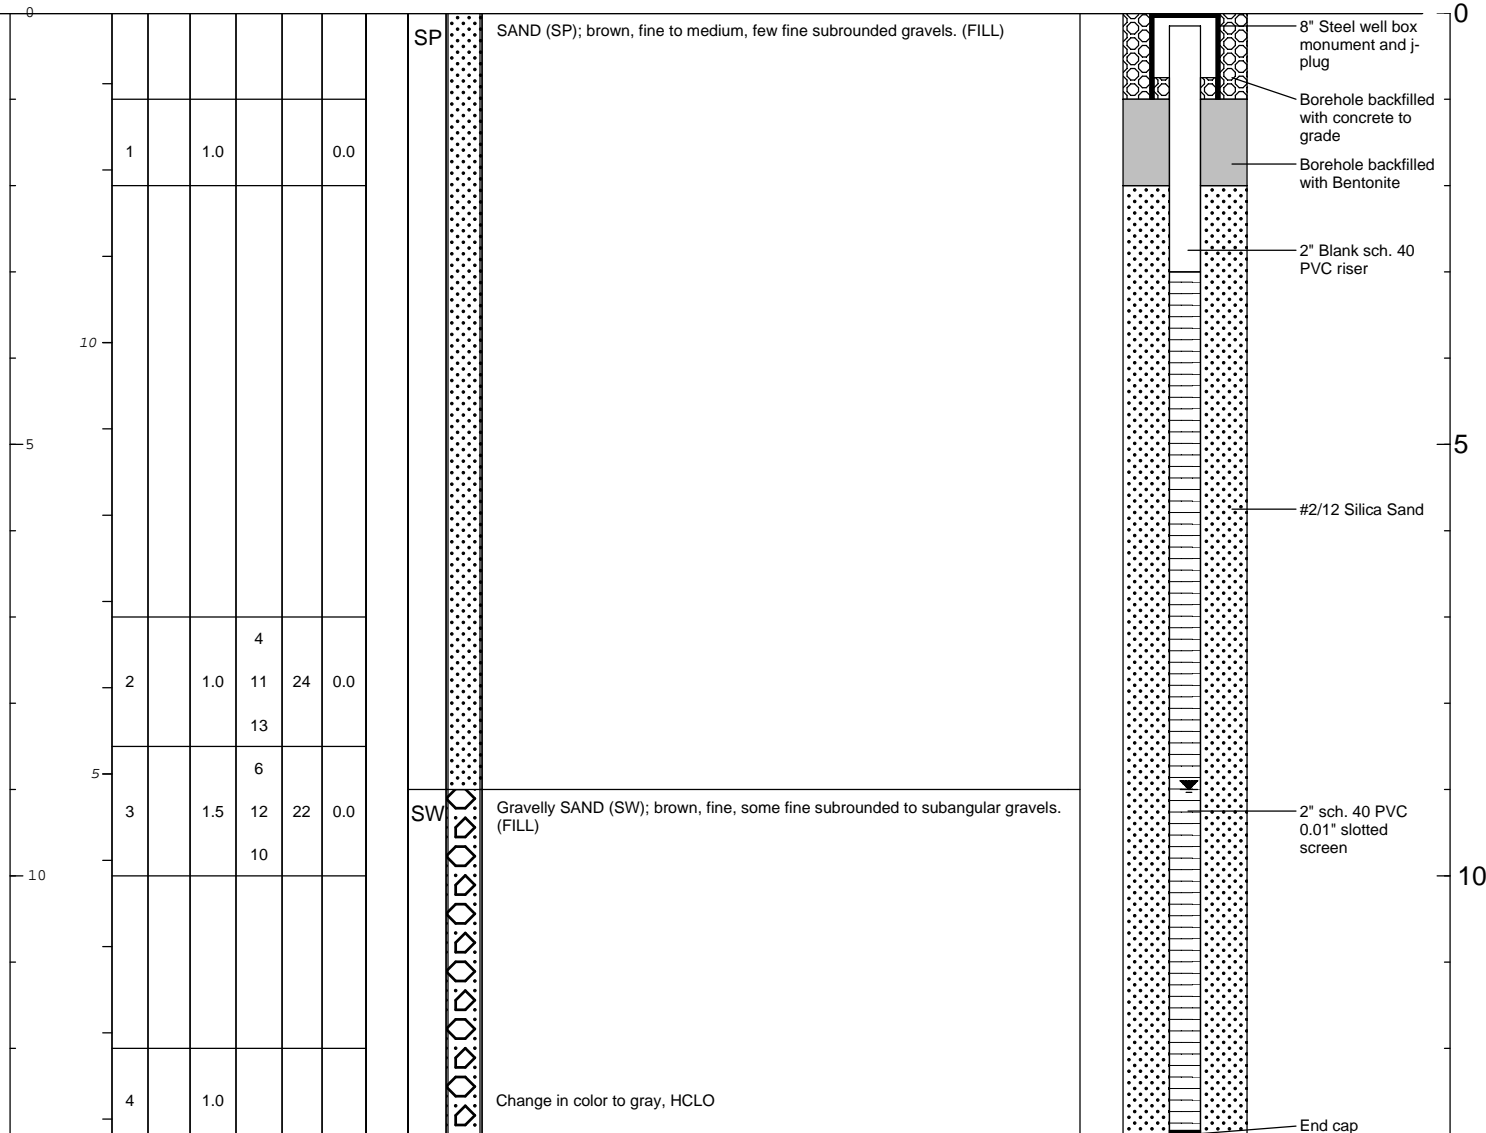 0
SP
SAND (SP); brown, fine to medium, few fine subrounded gravels. (FILL)
0
8" Steel well box
monument and j-
plug
Borehole backfilled
with concrete to
grade
1 1.0 0.0
Borehole backfilled
with Bentonite
2" Blank sch. 40
PVC riser
10
5
5
#2/12 Silica Sand
4
2 1.0 11 24 0.0
13
6
5
3 1.5 12 22 0.0
10
SW
Gravelly SAND (SW); brown, fine, some fine subrounded to subangular gravels.
(FILL)
2" sch. 40 PVC
0.01" slotted
screen
10
10
4 1.0
Change in color to gray, HCLO
End cap